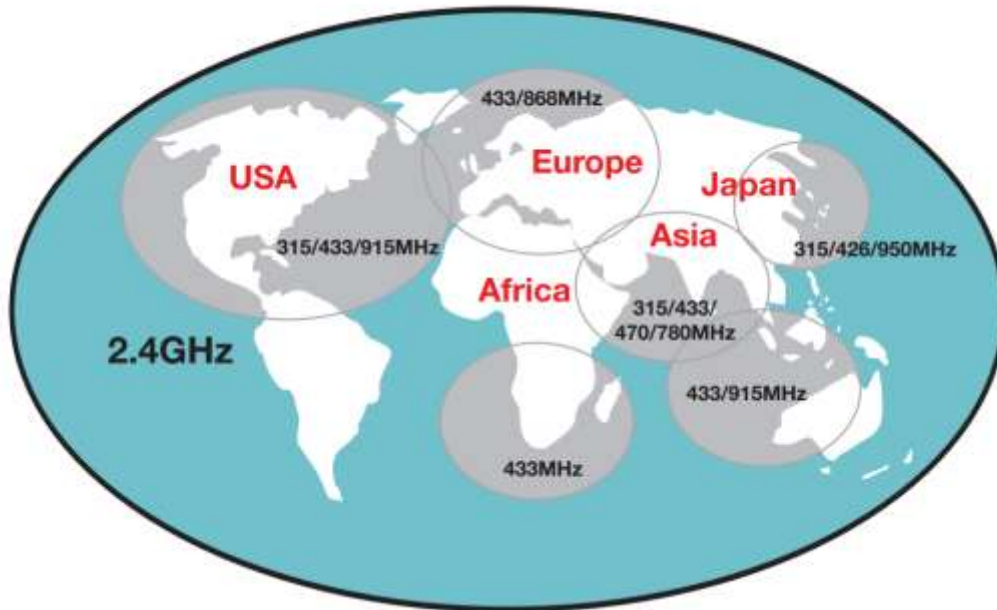 433/868MHz
USA
Europe
Japan
315/433/915MHz
Asia
315/426/950MHz
Africa
315/433/
470/780MHz
2.4GHz
433/915MHz
433MHz